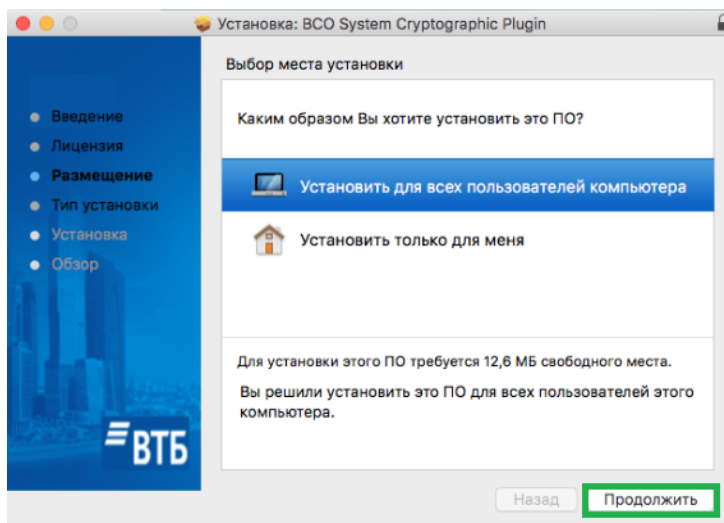 Установка: BCO System Cryptographic Plugin
Выбор места установки
Введение
Лицензия
Размещение
Тип установки
Установка
Обзор
Каким образом Вы хотите установить это ПО?
Установить для всех пользователей компьютера
Установить только для меня
Для установки этого ПО требуется 12,6 МБ свободного места.
Вы решили установить это ПО для всех пользователей этого
компьютера.
ВТБ
Назад
Продолжить